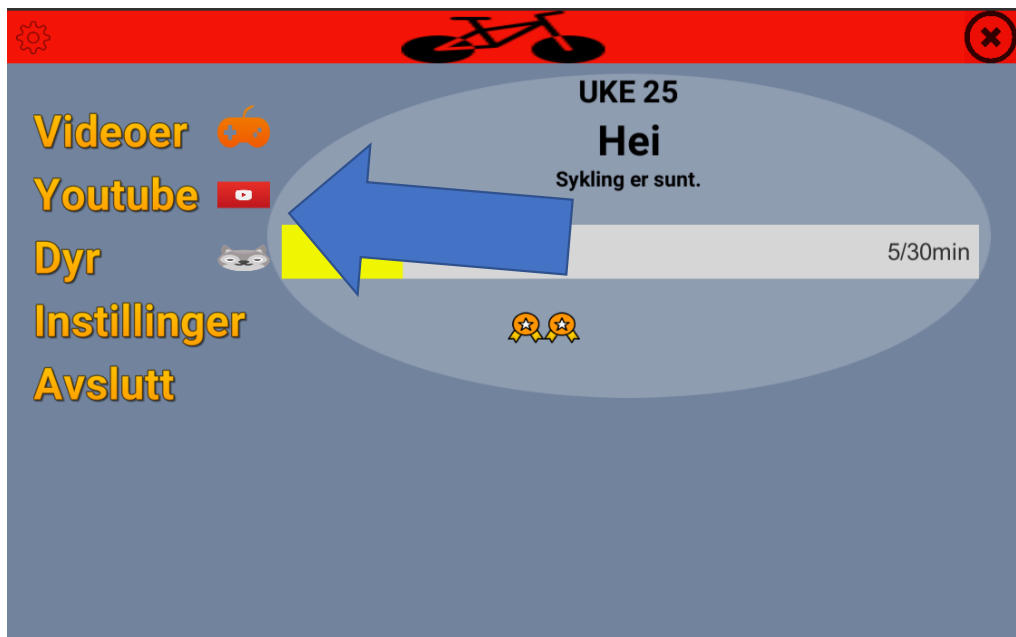 UKE 25
Hei
Sykling er sunt.
5/30min
Videoer
Youtube
Dyr
Instillinger
Avslutt